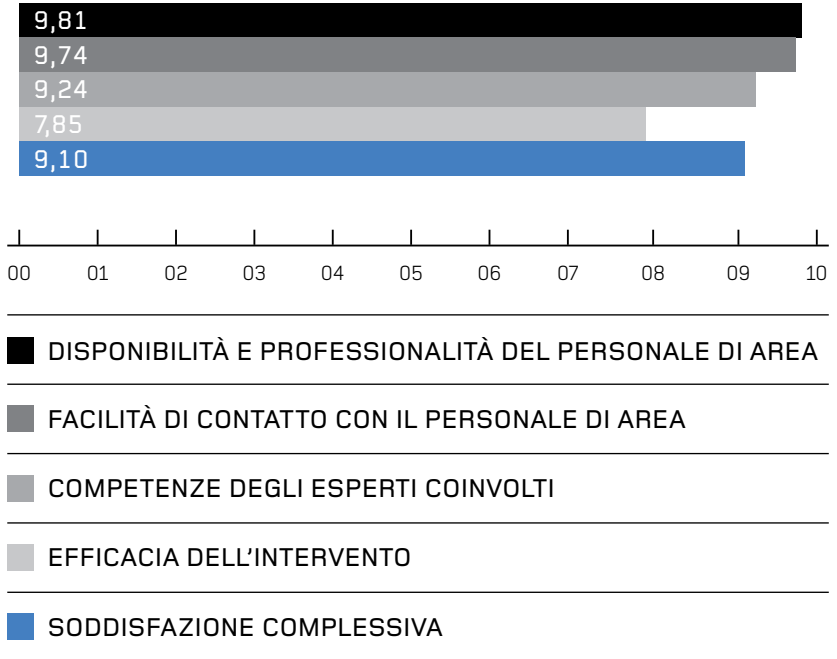 9,81
9,74
9,24
7,85
9,10
00 01 02 03 04 05 06 07 08 09 10
DISPONIBILITÀ E PROFESSIONALITÀ DEL PERSONALE DI AREA
FACILITÀ DI CONTATTO CON IL PERSONALE DI AREA
COMPETENZE DEGLI ESPERTI COINVOLTI
EFFICACIA DELL'INTERVENTO
SODDISFAZIONE COMPLESSIVA